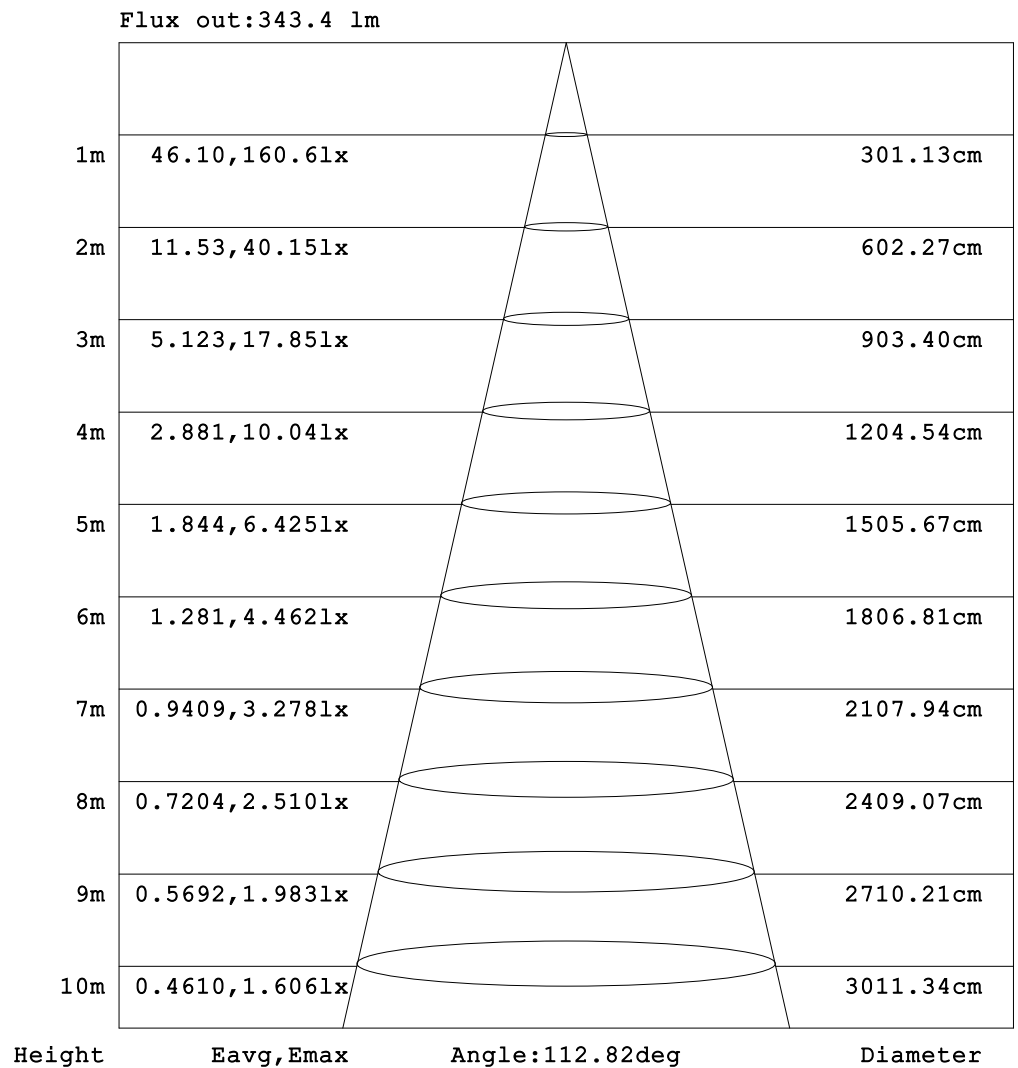 Flux out:343.4 lm
1m 46.10,160.6lx 301.13cm
2m 11.53,40.15lx 602.27cm
3m 5.123,17.85lx 903.40cm
4m 2.881,10.04lx 1204.54cm
5m 1.844,6.425lx 1505.67cm
6m 1.281,4.462lx 1806.81cm
7m 0.9409,3.278lx 2107.94cm
8m 0.7204,2.510lx 2409.07cm
9m 0.5692,1.983lx 2710.21cm
10m 0.4610,1.606lx 3011.34cm
Height Eavg,Emax Angle:112.82deg Diameter